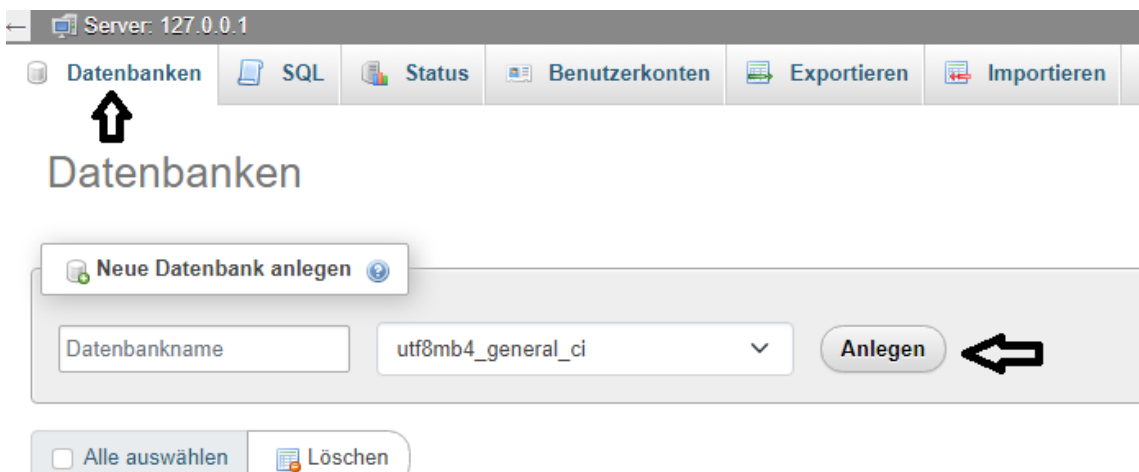 Server: 127.0.0.1
Datenbanken SQL Status Benutzerkonten Exportieren Importieren
Datenbanken
Neue Datenbank anlegen
Datenbankname utf8mb4_general_ci Anlegen
Alle auswählen Löschen